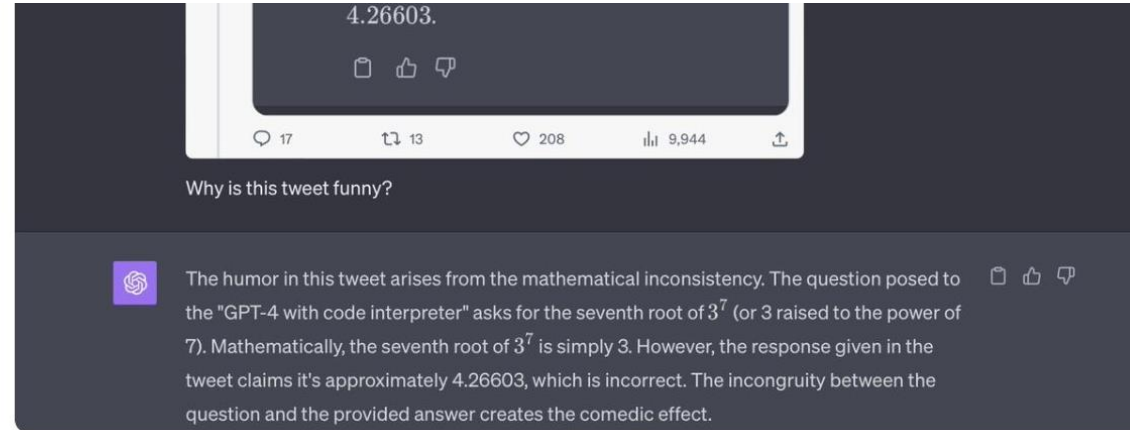 4.26603.
17 13 208 9,944
Why is this tweet funny?
The humor in this tweet arises from the mathematical inconsistency. The question posed to
the "GPT-4 with code interpreter" asks for the seventh root of 3⁷ (or 3 raised to the power of
7). Mathematically, the seventh root of 3⁷ is simply 3. However, the response given in the
tweet claims it's approximately 4.26603, which is incorrect. The incongruity between the
question and the provided answer creates the comedic effect.